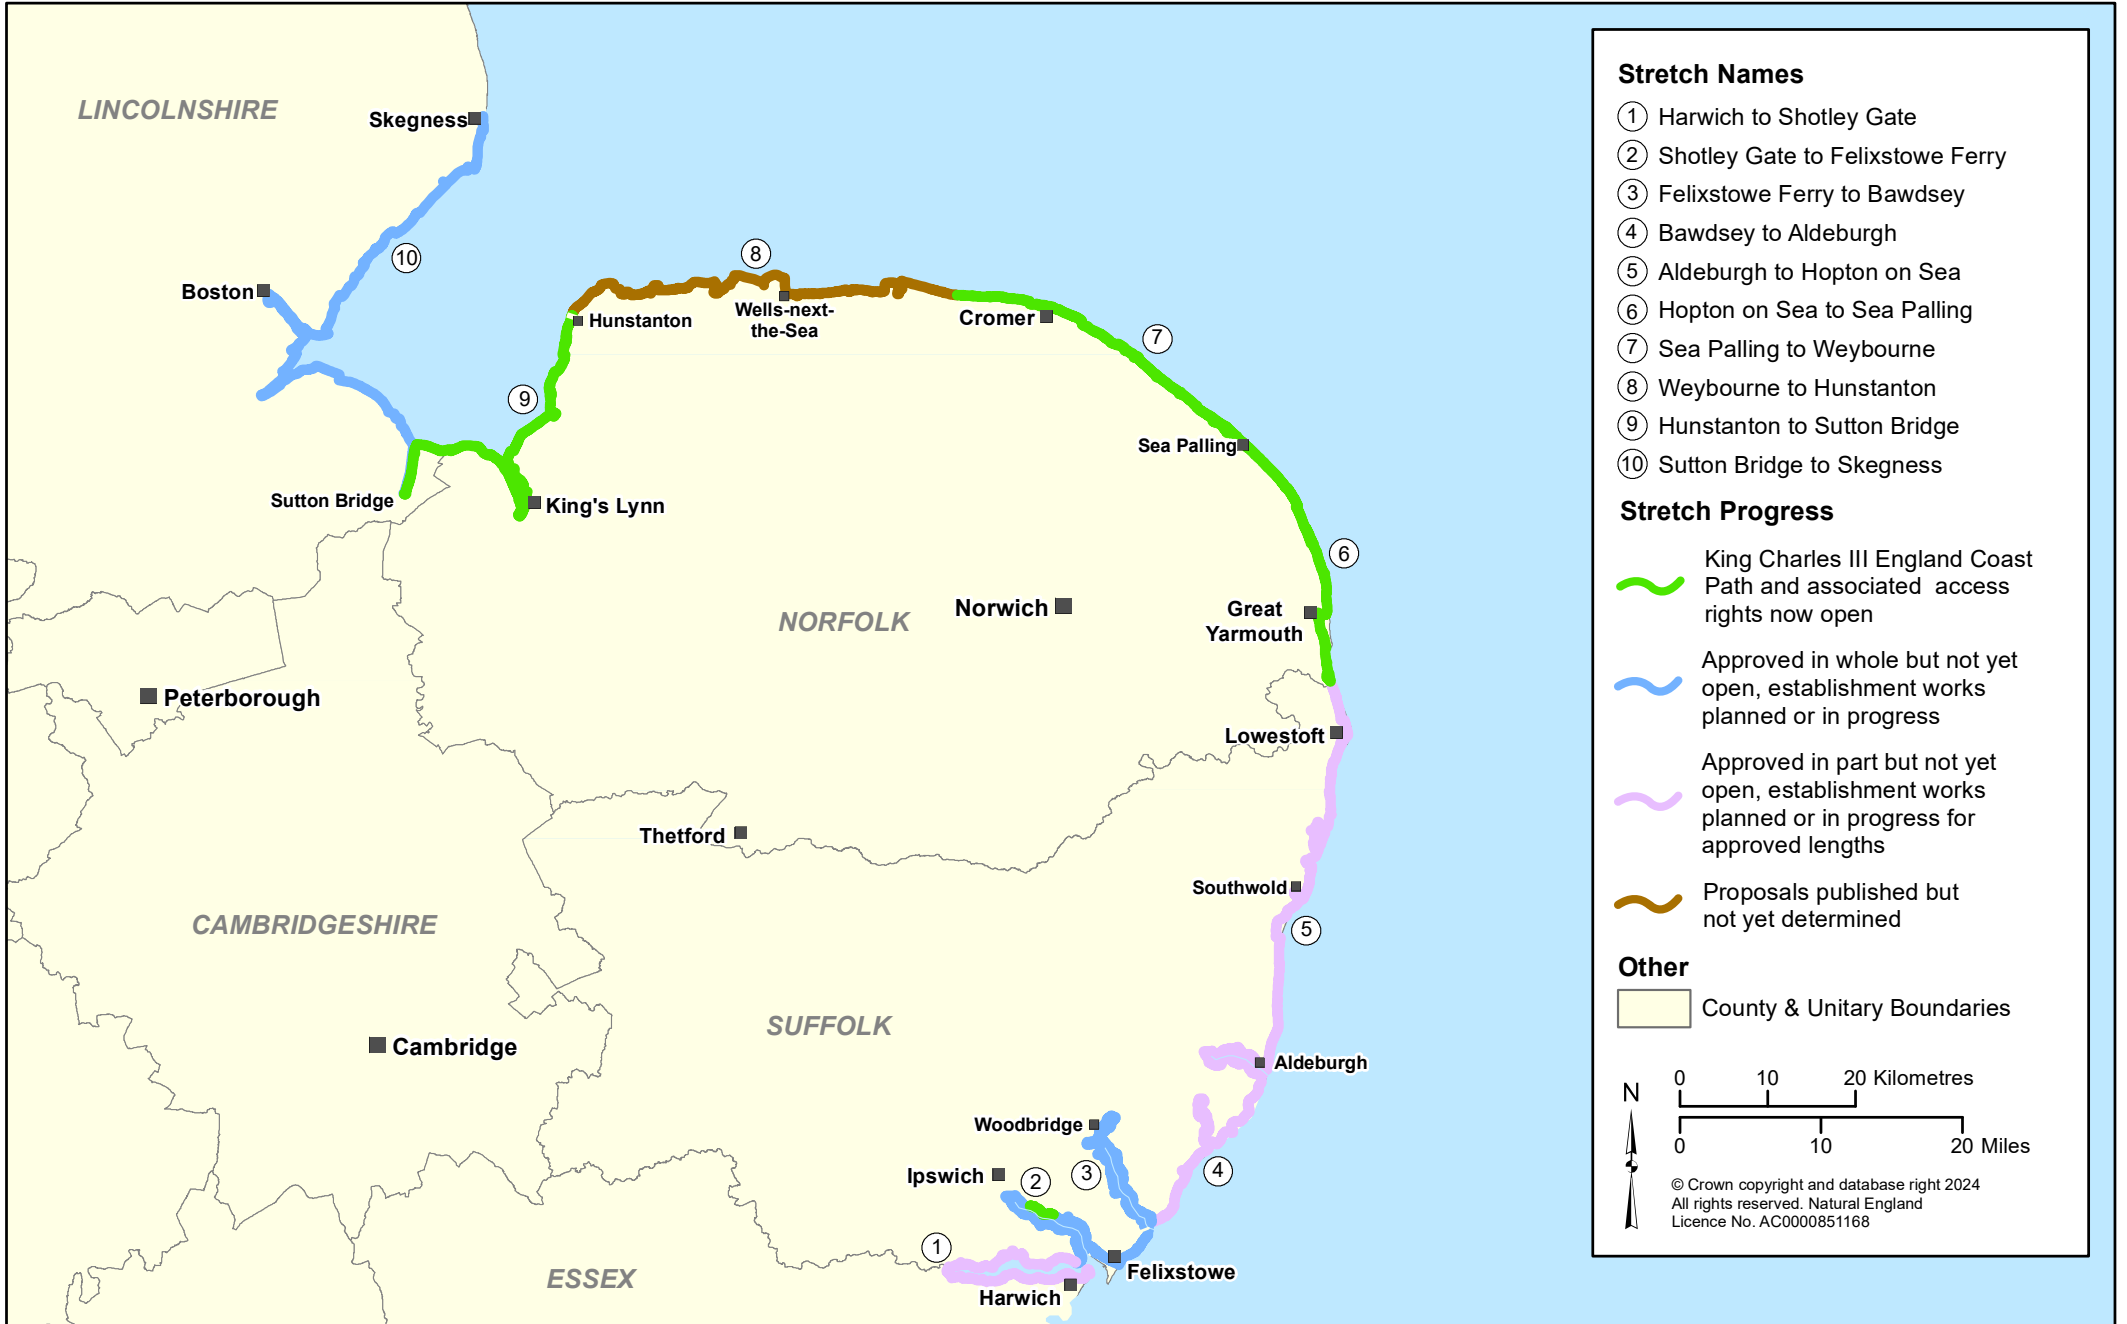 LINCOLNSHIRE
Skegness
10
Boston
8
Hunstanton
Wells-next-
the-Sea
Cromer
7
9
Sea Palling
Sutton Bridge
King's Lynn
6
NORFOLK
Norwich
Great
Yarmouth
Peterborough
Lowestoft
Thetford
Southwold
5
CAMBRIDGESHIRE
SUFFOLK
Cambridge
Aldeburgh
Woodbridge
Ipswich
2
3
4
1
ESSEX
Felixstowe
Harwich
Stretch Names
1 Harwich to Shotley Gate
2 Shotley Gate to Felixstowe Ferry
3 Felixstowe Ferry to Bawdsey
4 Bawdsey to Aldeburgh
5 Aldeburgh to Hopton on Sea
6 Hopton on Sea to Sea Palling
7 Sea Palling to Weybourne
8 Weybourne to Hunstanton
9 Hunstanton to Sutton Bridge
10 Sutton Bridge to Skegness
Stretch Progress
King Charles III England Coast
Path and associated access
rights now open
Approved in whole but not yet
open, establishment works
planned or in progress
Approved in part but not yet
open, establishment works
planned or in progress for
approved lengths
Proposals published but
not yet determined
Other
County & Unitary Boundaries
N
0 10 20 Kilometres
0 10 20 Miles
© Crown copyright and database right 2024
All rights reserved. Natural England
Licence No. AC0000851168